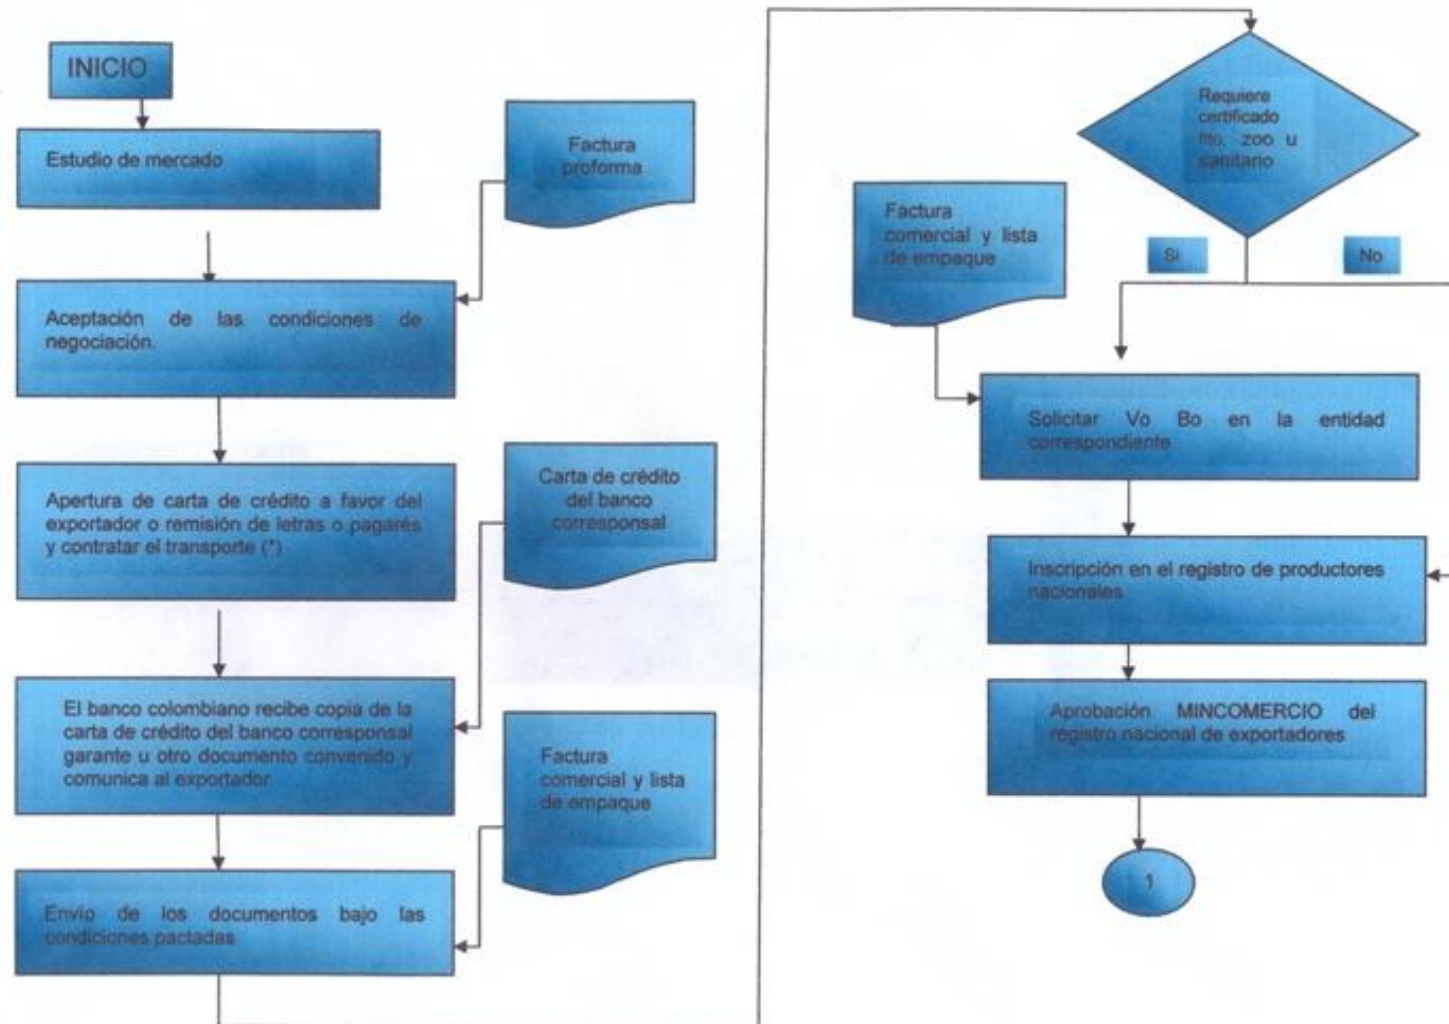 INICIO
Estudio de mercado
Factura
proforma
Aceptación de las condiciones de
negociación.
Apertura de carta de crédito a favor del
exportador o remisión de letras o pagarés
y contratar el transporte (*)
Carta de crédito
del banco
corresponsal
El banco colombiano recibe copia de la
carta de crédito del banco corresponsal
garante u otro documento convenido y
comunica al exportador
Factura
comercial y lista
de empaque
Envío de los documentos bajo las
condiciones pactadas
Requiere
certificado
fito, zoo u
sanitario
Factura
comercial y lista
de empaque
Si
No
Solicitar Vo Bo en la entidad
correspondiente
Inscripción en el registro de productores
nacionales
Aprobación MINCOMERCIO del
registro nacional de exportadores
1